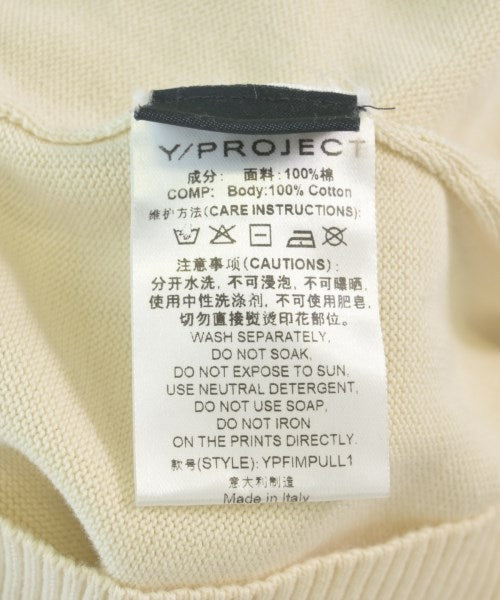 Y/PROJECT
成分: 面料:100%棉
COMP: Body:100% Cotton
维护方法(CARE INSTRUCTIONS):
注意事项(CAUTIONS):
分开水洗, 不可浸泡, 不可曝晒,
使用中性洗涤剂, 不可使用肥皂,
切勿直接熨烫印花部位。
WASH SEPARATELY,
DO NOT SOAK,
DO NOT EXPOSE TO SUN,
USE NEUTRAL DETERGENT,
DO NOT USE SOAP,
DO NOT IRON
ON THE PRINTS DIRECTLY.
款号(STYLE): YPFIMPULL1
意大利制造
Made in Italy